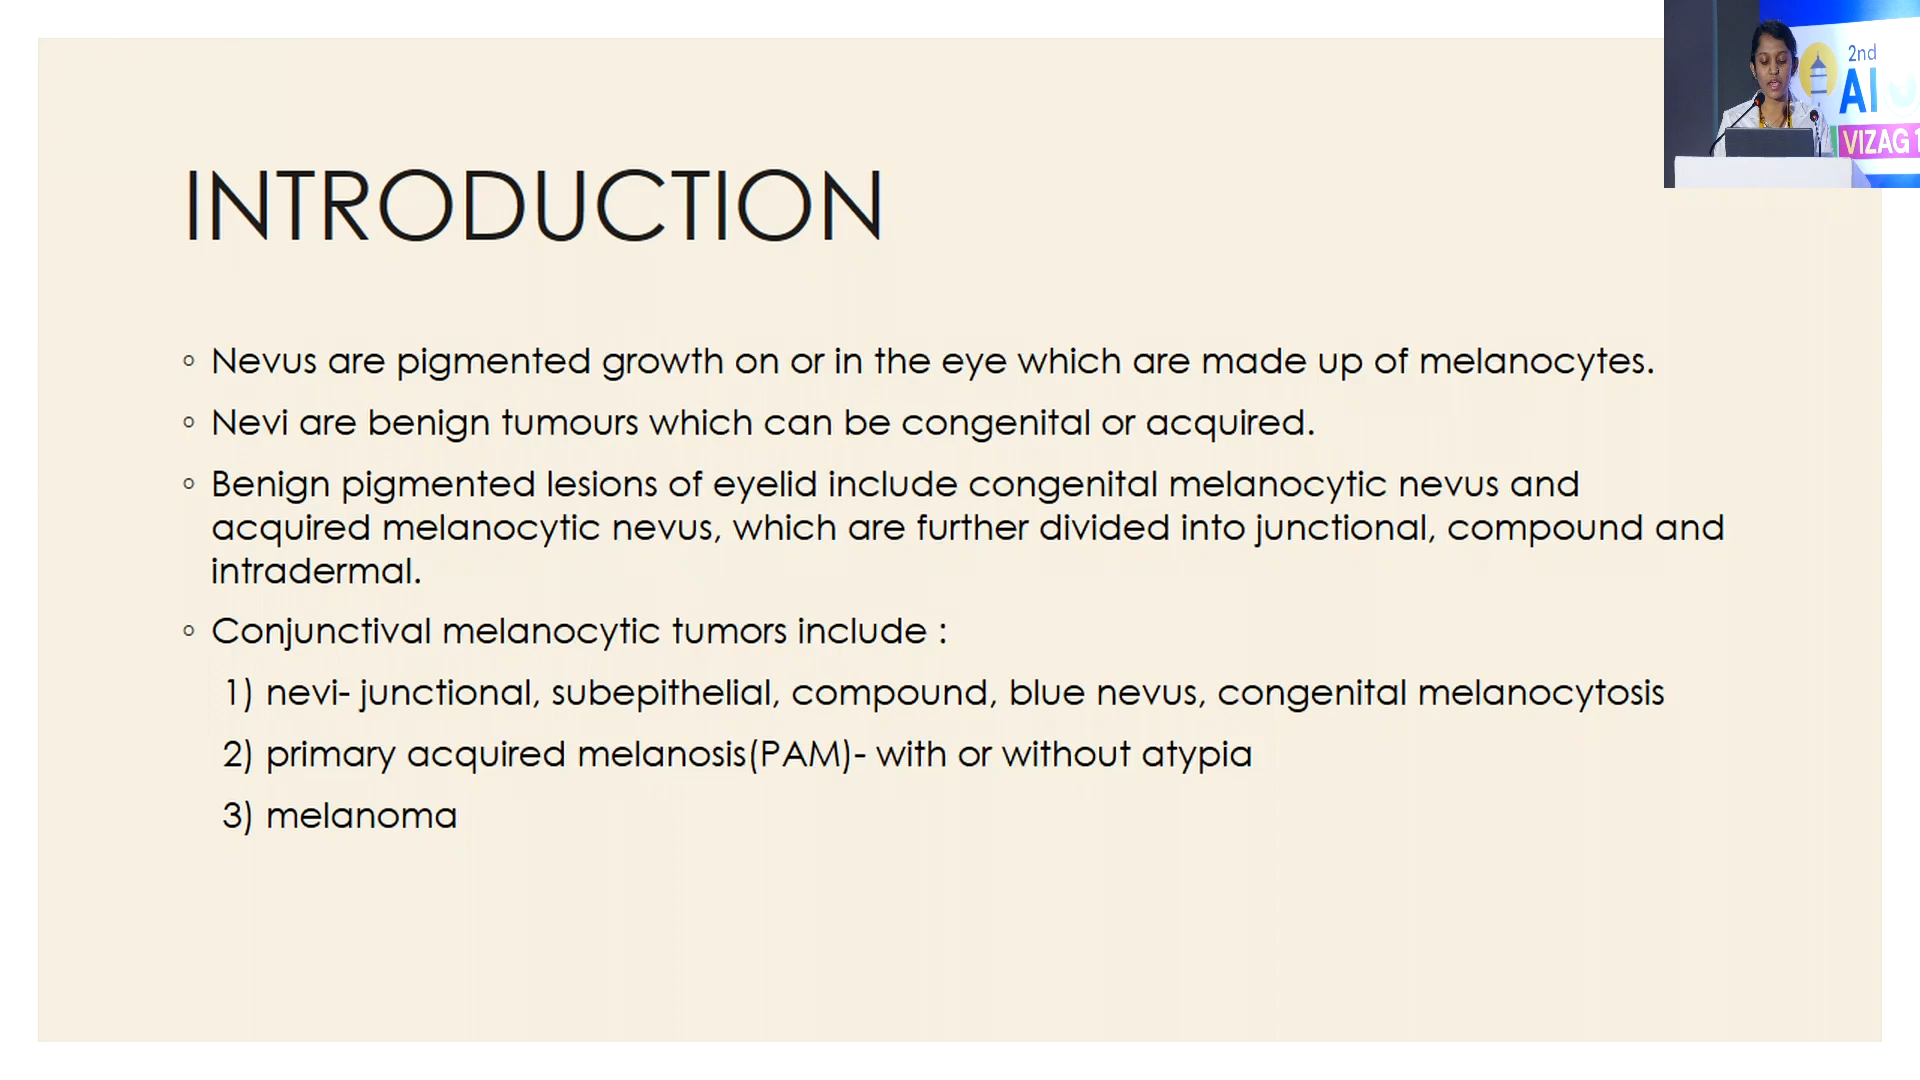 INTRODUCTION
◦ Nevus are pigmented growth on or in the eye which are made up of melanocytes.
◦ Nevi are benign tumours which can be congenital or acquired.
◦ Benign pigmented lesions of eyelid include congenital melanocytic nevus and
acquired melanocytic nevus, which are further divided into junctional, compound and
intradermal.
◦ Conjunctival melanocytic tumors include :
1) nevi- junctional, subepithelial, compound, blue nevus, congenital melanocytosis
2) primary acquired melanosis(PAM)- with or without atypia
3) melanoma
2nd
AI
VIZAG 1